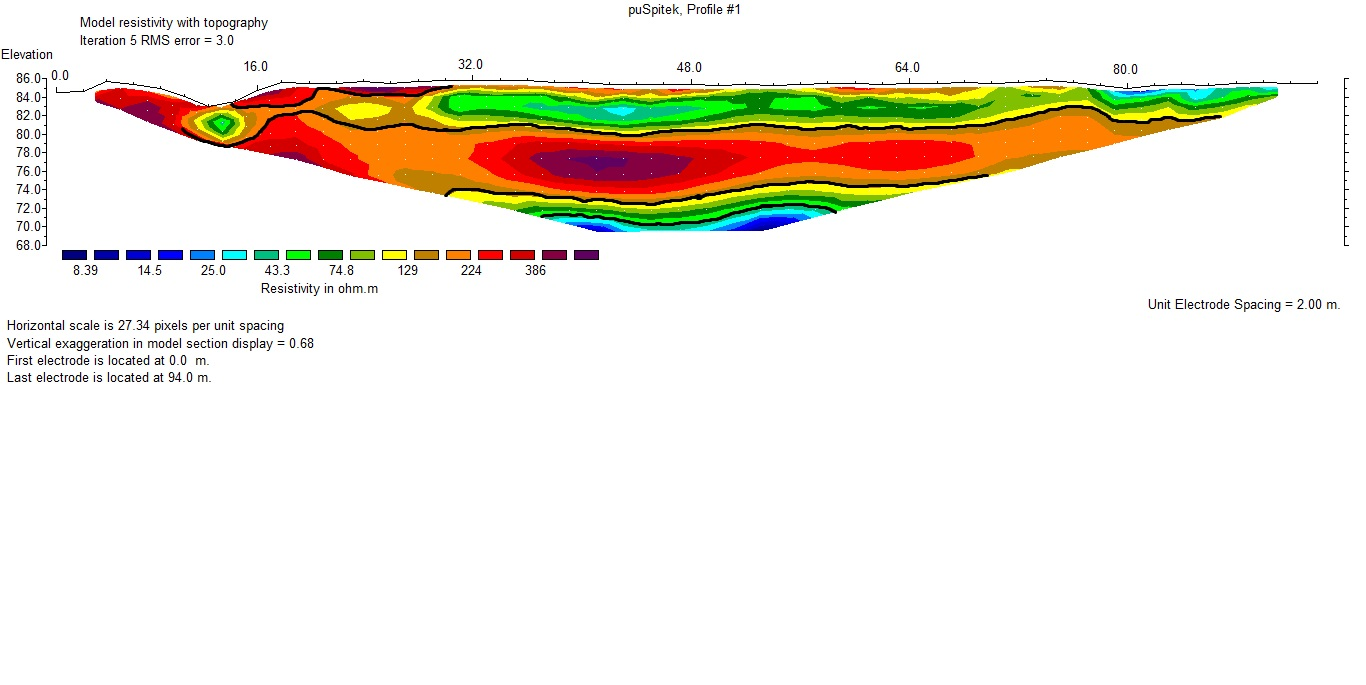 puSpitek, Profile #1
Model resistivity with topography
Iteration 5 RMS error = 3.0
Elevation
0.0 16.0 32.0 48.0 64.0 80.0
86.0
84.0
82.0
80.0
78.0
76.0
74.0
72.0
70.0
68.0
8.39 14.5 25.0 43.3 74.8 129 224 386
Resistivity in ohm.m
Unit Electrode Spacing = 2.00 m.
Horizontal scale is 27.34 pixels per unit spacing
Vertical exaggeration in model section display = 0.68
First electrode is located at 0.0 m.
Last electrode is located at 94.0 m.